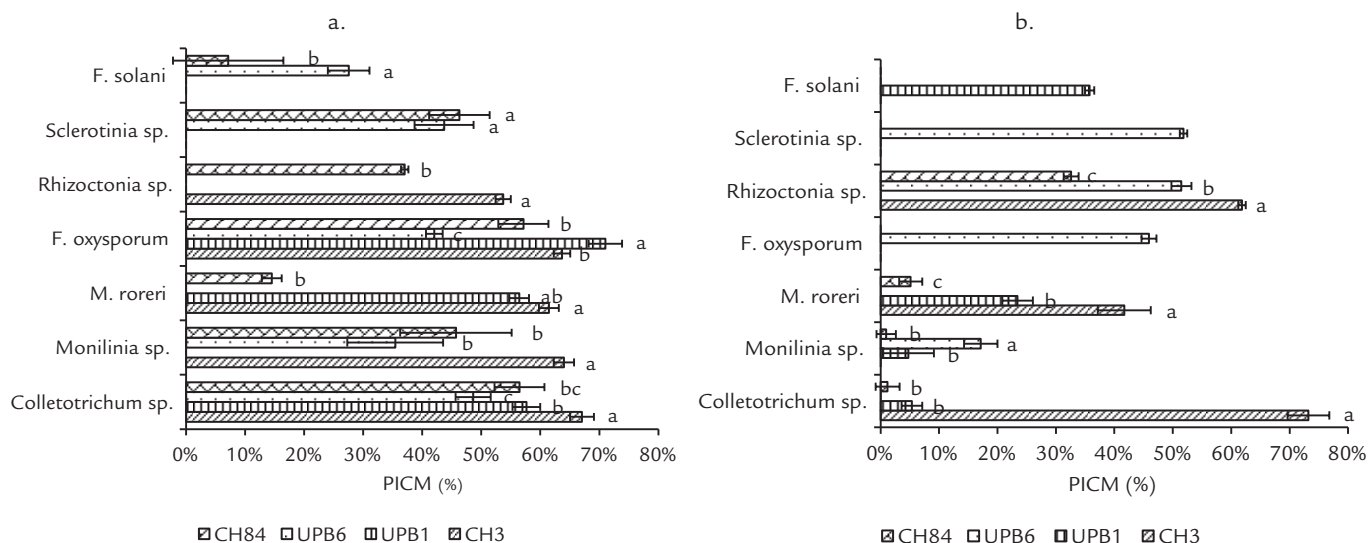 a.
F. solani
b
a
Sclerotinia sp.
a
a
Rhizoctonia sp.
b
a
F. oxysporum
b
c
a
b
M. roreri
b
ab
a
Monilinia sp.
b
b
a
Colletotrichum sp.
bc
c
b
a
0% 10% 20% 30% 40% 50% 60% 70% 80%
PICM (%)
CH84 UPB6 UPB1 CH3
b.
F. solani
Sclerotinia sp.
Rhizoctonia sp.
c
b
a
F. oxysporum
M. roreri
c
b
a
Monilinia sp.
b
a
b
Colletotrichum sp.
b
b
a
0% 10% 20% 30% 40% 50% 60% 70% 80%
PICM (%)
CH84 UPB6 UPB1 CH3